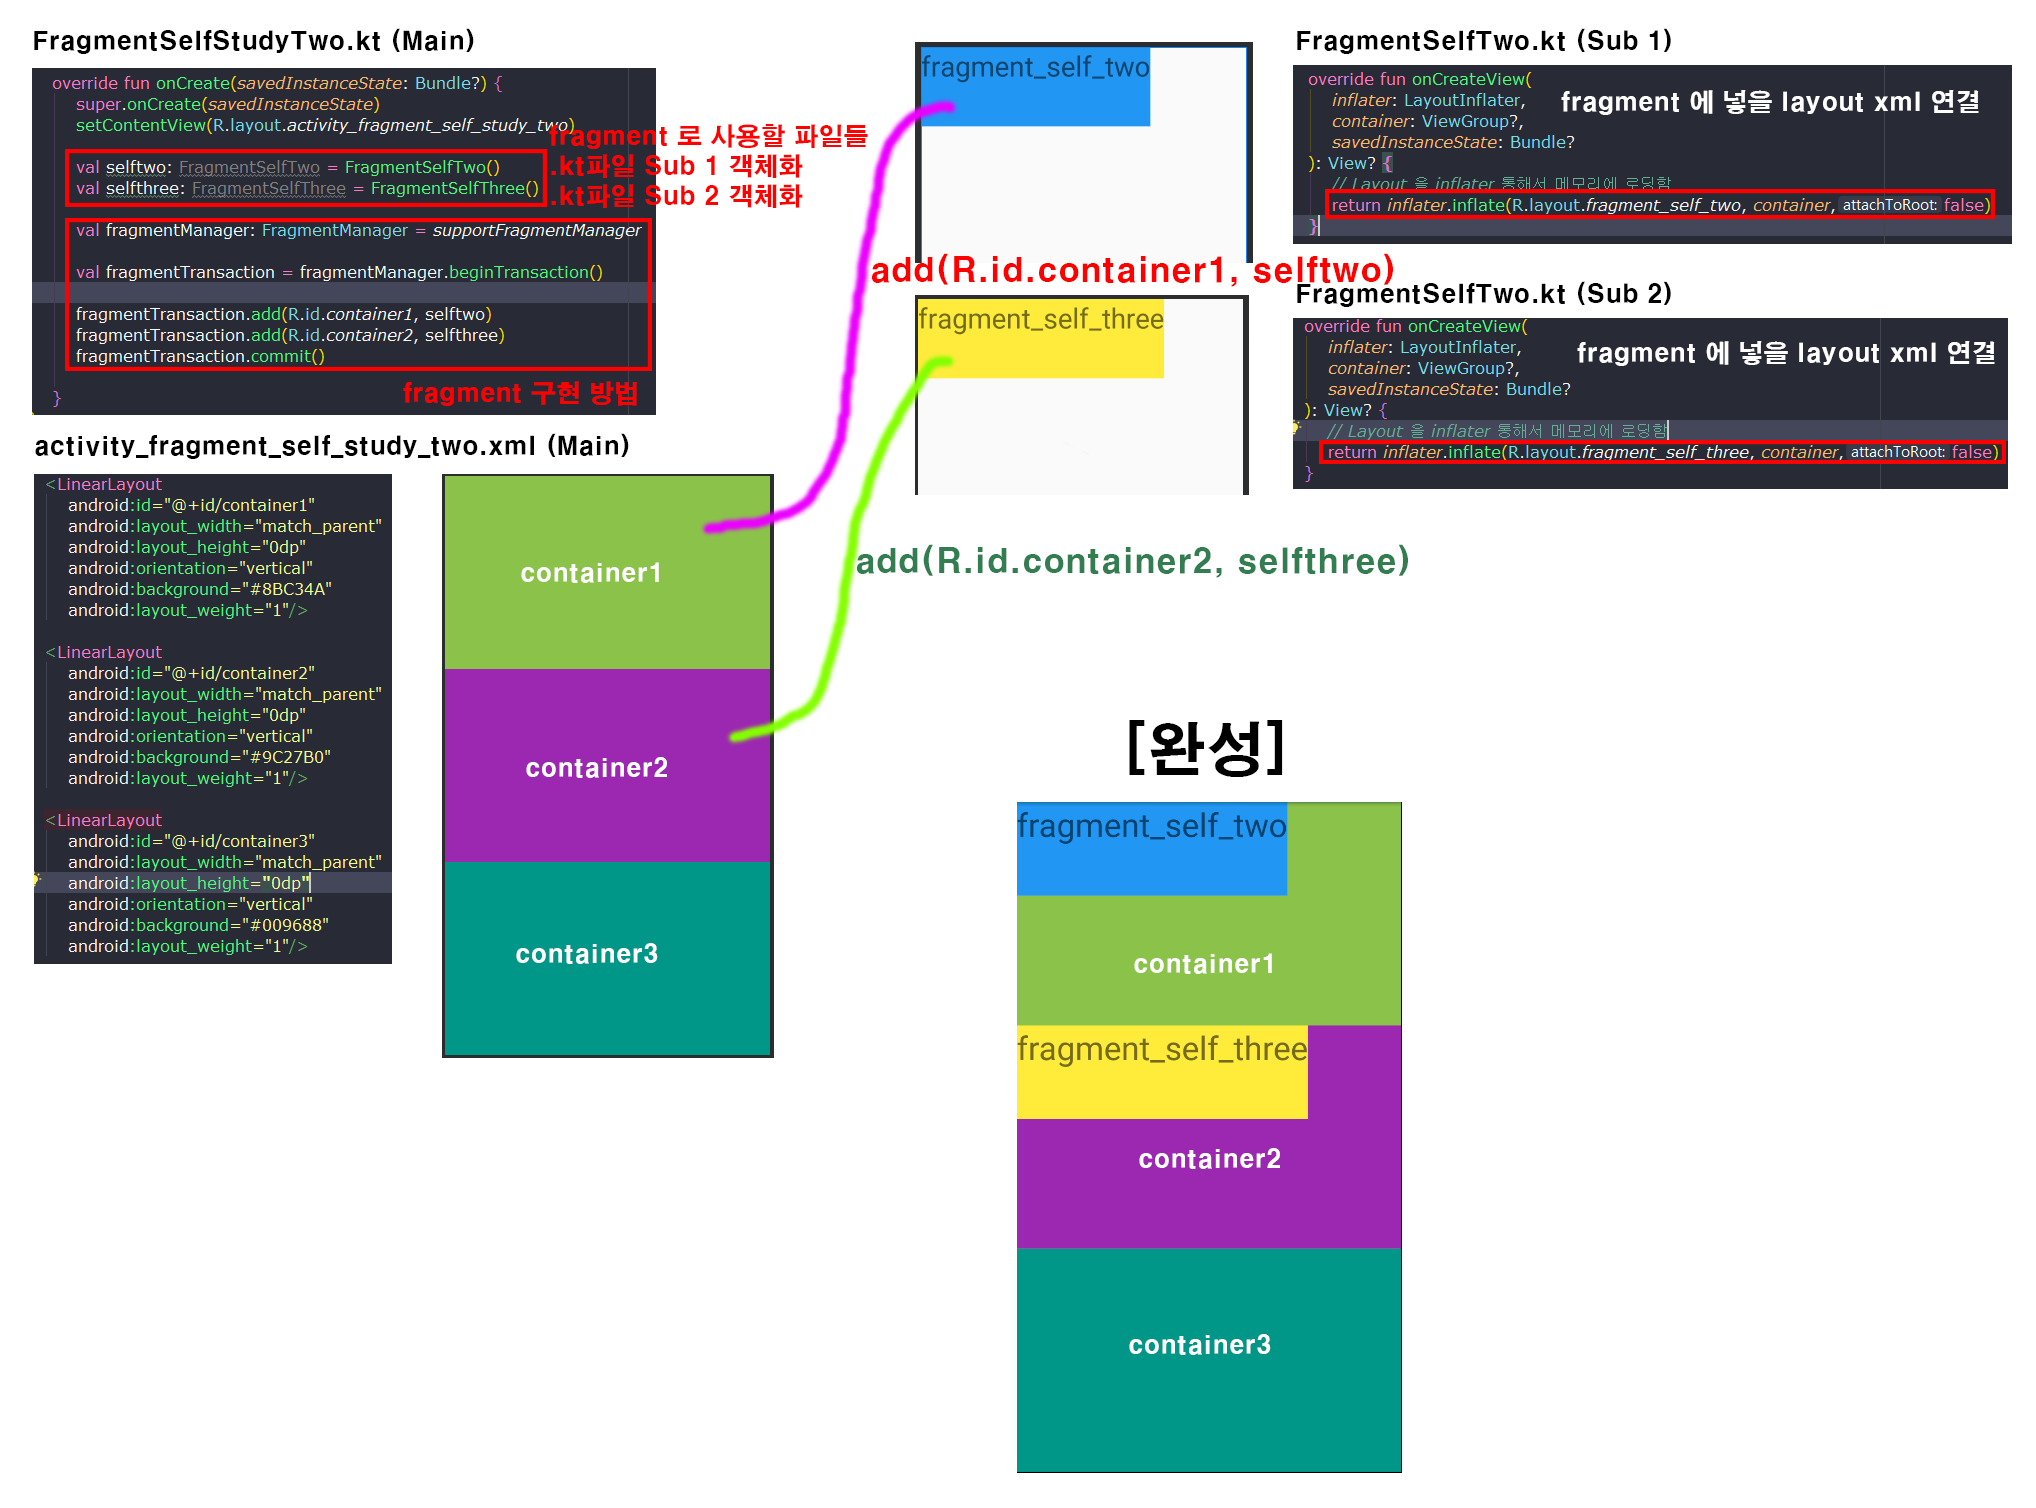 FragmentSelfStudyTwo.kt (Main)
override fun onCreate(savedInstanceState: Bundle?) {
super.onCreate(savedInstanceState)
setContentView(R.layout.activity_fragment_self_study_two)
val selftwo: FragmentSelfTwo = FragmentSelfTwo()
val selfthree: FragmentSelfThree = FragmentSelfThree()
fragment 로 사용할 파일들
.kt파일 Sub 1 객체화
.kt파일 Sub 2 객체화
val fragmentManager: FragmentManager = supportFragmentManager
val fragmentTransaction = fragmentManager.beginTransaction()
fragmentTransaction.add(R.id.container1, selftwo)
fragmentTransaction.add(R.id.container2, selfthree)
fragmentTransaction.commit()
fragment 구현 방법
}
activity_fragment_self_study_two.xml (Main)
<LinearLayout
android:id="@+id/container1"
android:layout_width="match_parent"
android:layout_height="0dp"
android:orientation="vertical"
android:background="#8BC34A"
android:layout_weight="1"/>
<LinearLayout
android:id="@+id/container2"
android:layout_width="match_parent"
android:layout_height="0dp"
android:orientation="vertical"
android:background="#9C27B0"
android:layout_weight="1"/>
<LinearLayout
android:id="@+id/container3"
android:layout_width="match_parent"
android:layout_height="0dp"
android:orientation="vertical"
android:background="#009688"
android:layout_weight="1"/>
container1
container2
container3
fragment_self_two
add(R.id.container1, selftwo)
fragment_self_three
add(R.id.container2, selfthree)
FragmentSelfTwo.kt (Sub 1)
override fun onCreateView(
inflater: LayoutInflater,
container: ViewGroup?,
savedInstanceState: Bundle?
): View? {
fragment 에 넣을 layout xml 연결
// Layout 을 inflater 통해서 메모리에 로딩함
return inflater.inflate(R.layout.fragment_self_two, container, attachToRoot: false)
}
FragmentSelfTwo.kt (Sub 2)
override fun onCreateView(
inflater: LayoutInflater,
container: ViewGroup?,
savedInstanceState: Bundle?
): View? {
fragment 에 넣을 layout xml 연결
// Layout 을 inflater 통해서 메모리에 로딩함
return inflater.inflate(R.layout.fragment_self_three, container, attachToRoot: false)
}
[완성]
fragment_self_two
container1
fragment_self_three
container2
container3